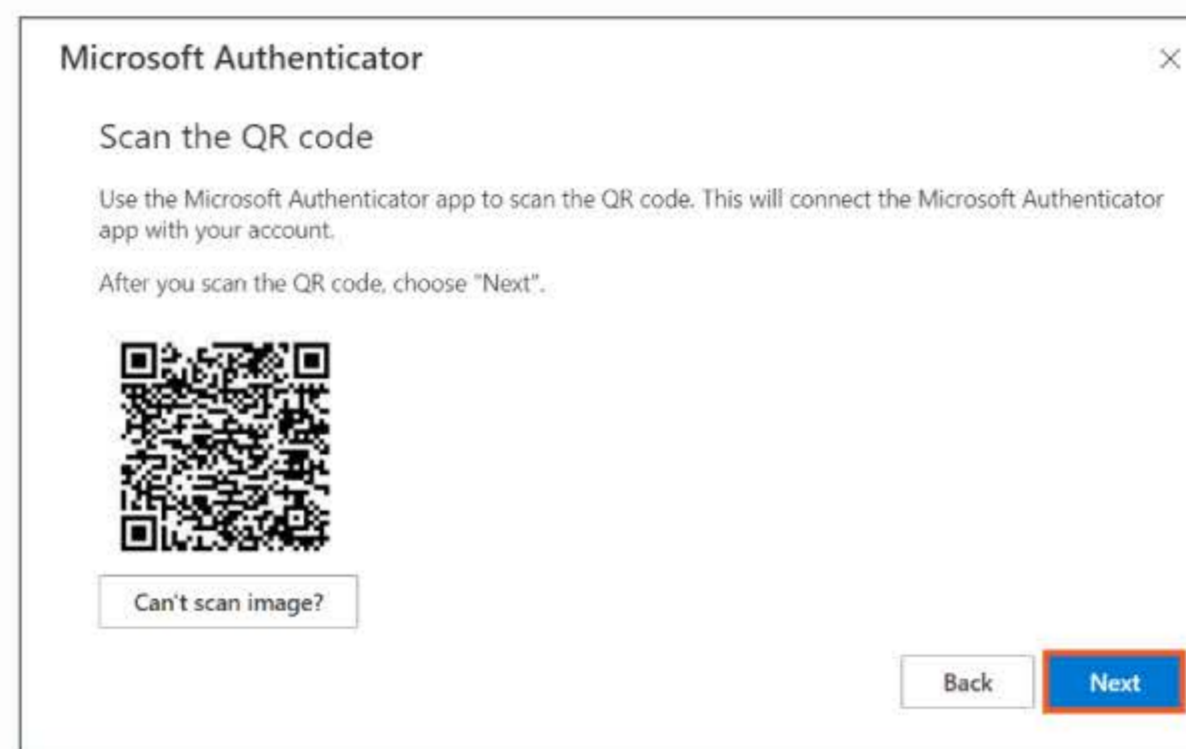 Microsoft Authenticator
Scan the QR code
Use the Microsoft Authenticator app to scan the QR code. This will connect the Microsoft Authenticator
app with your account.
After you scan the QR code, choose "Next".
Can't scan image?
Back
Next